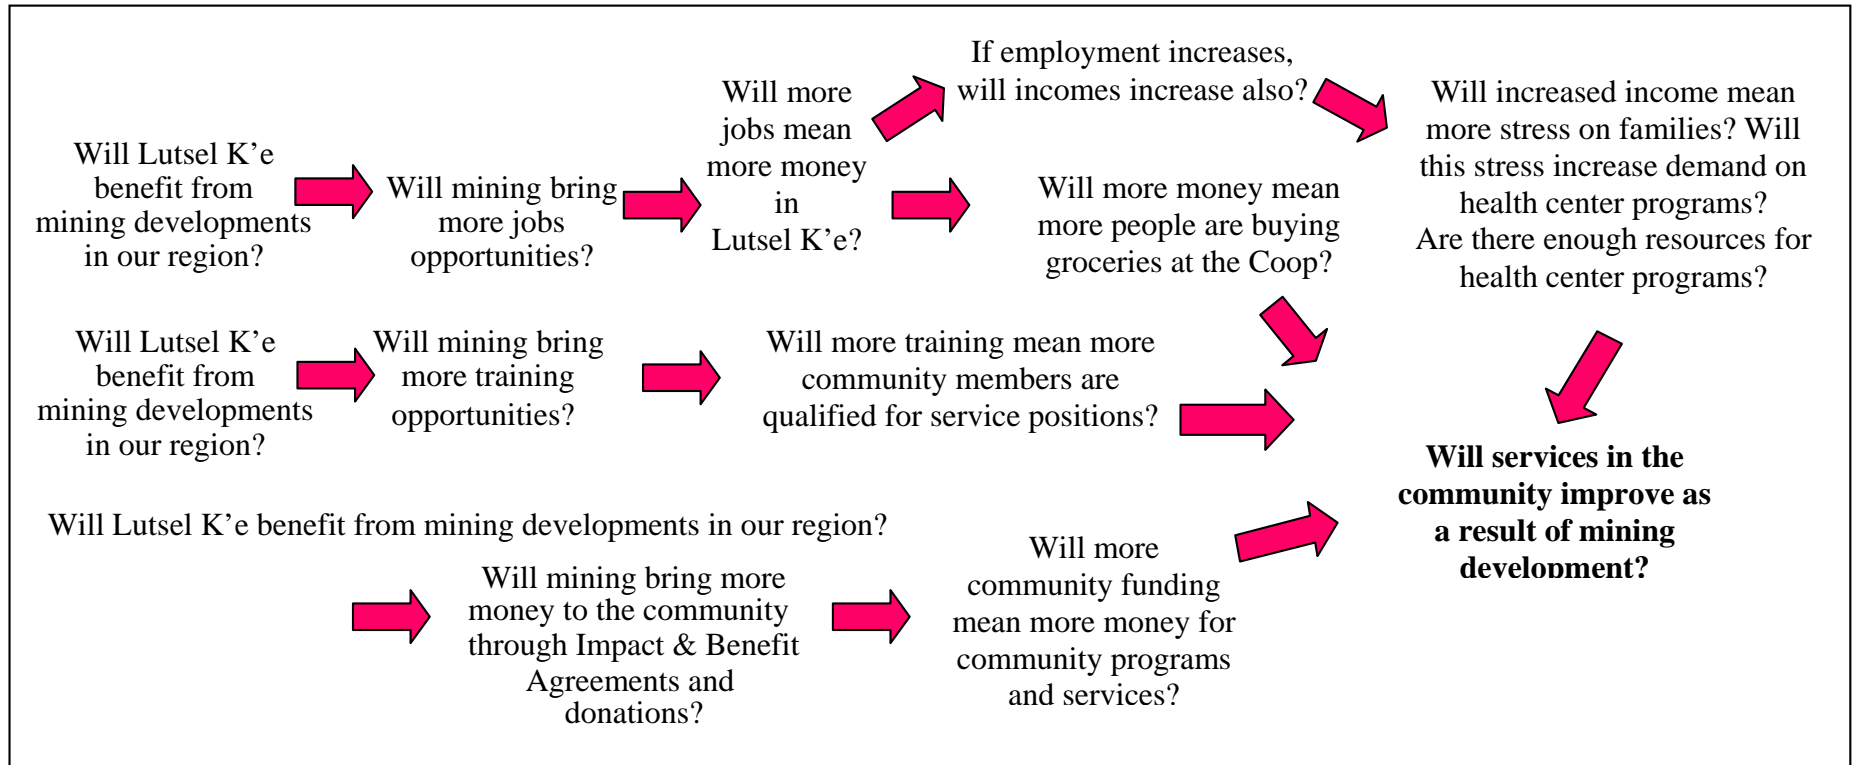 Will Lutsel K’e
benefit from
mining developments
in our region?
Will mining bring
more jobs
opportunities?
Will more
jobs mean
more money
in
Lutsel K’e?
If employment increases,
will incomes increase also?
Will more money mean
more people are buying
groceries at the Coop?
Will increased income mean
more stress on families? Will
this stress increase demand on
health center programs?
Are there enough resources for
health center programs?
Will Lutsel K’e
benefit from
mining developments
in our region?
Will mining bring
more training
opportunities?
Will more training mean more
community members are
qualified for service positions?
Will Lutsel K’e benefit from mining developments in our region?
Will mining bring more
money to the community
through Impact & Benefit
Agreements and
donations?
Will more
community funding
mean more money for
community programs
and services?
Will services in the
community improve as
a result of mining
development?